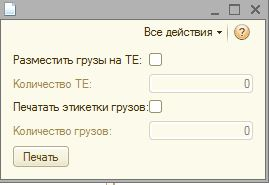 Все действия ?
Разместить грузы на ТЕ:
Количество ТЕ: 0
Печатать этикетки грузов:
Количество грузов: 0
Печать